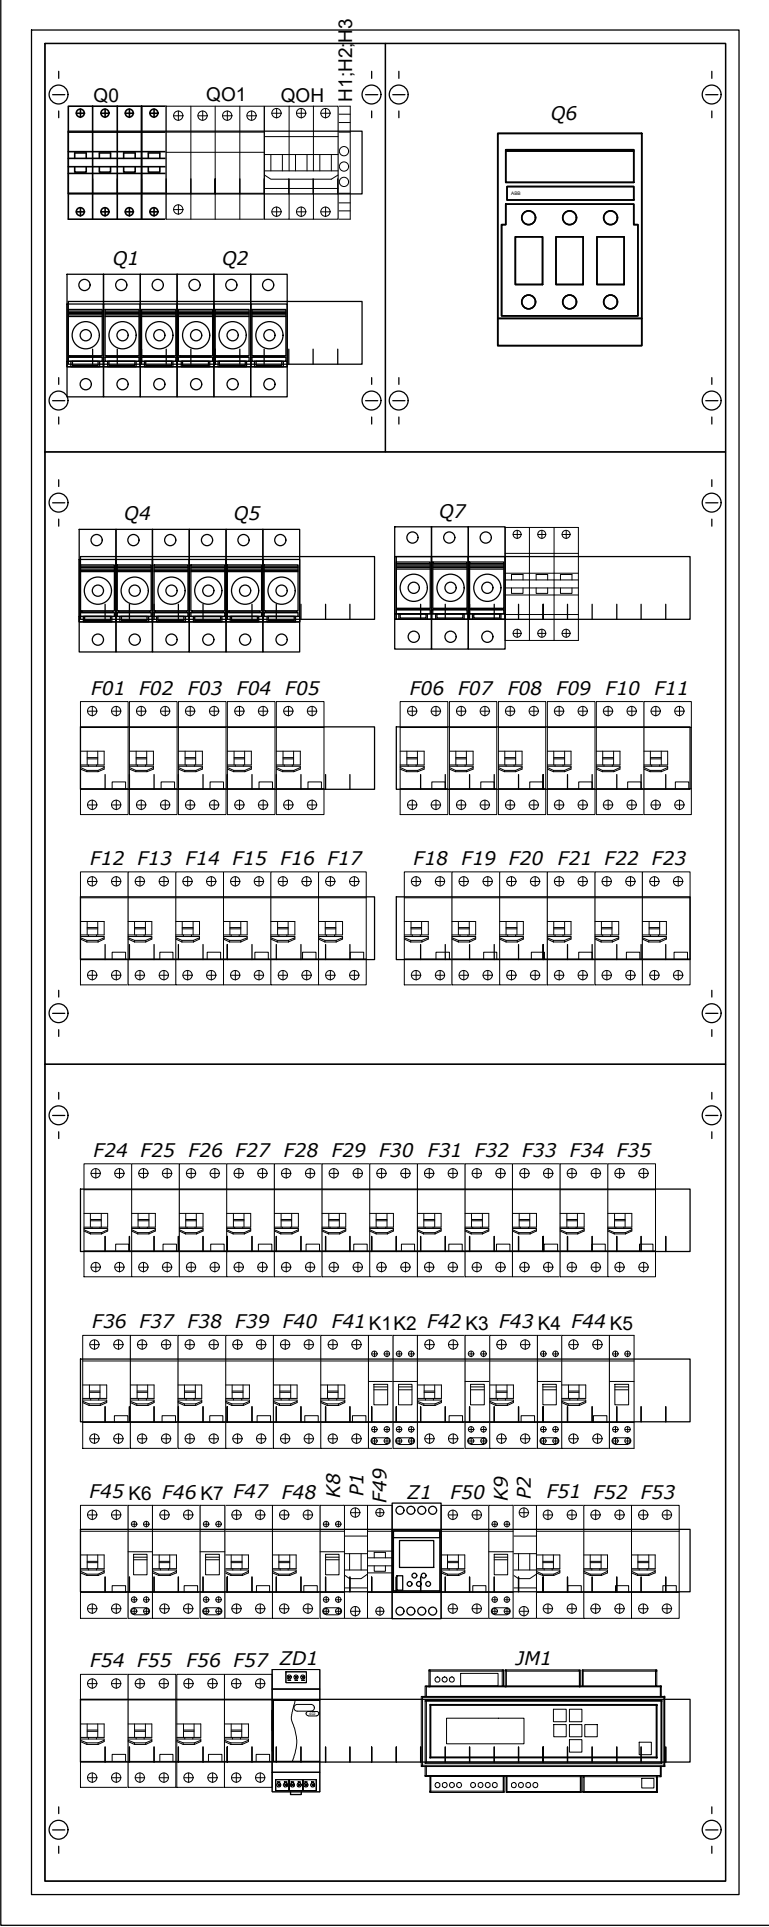 Q0 QO1 QOH H1;H2;H3
Q6
ABB
Q1 Q2
Q4 Q5 Q7
F01 F02 F03 F04 F05 F06 F07 F08 F09 F10 F11
F12 F13 F14 F15 F16 F17 F18 F19 F20 F21 F22 F23
F24 F25 F26 F27 F28 F29 F30 F31 F32 F33 F34 F35
F36 F37 F38 F39 F40 F41 K1 K2 F42 K3 F43 K4 F44 K5
F45 K6 F46 K7 F47 F48 K8 P1 F49 Z1 F50 K9 P2 F51 F52 F53
F54 F55 F56 F57 ZD1 JM1